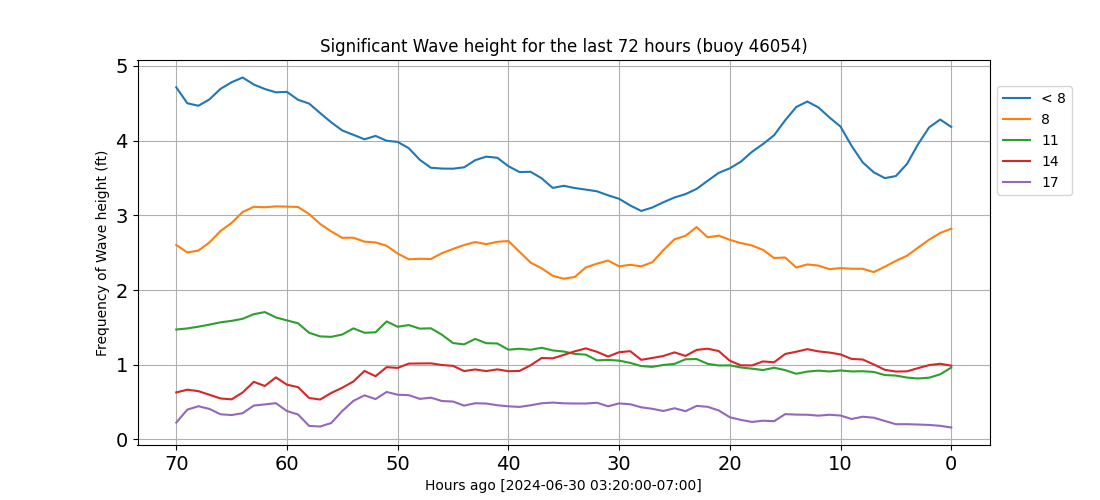 Significant Wave height for the last 72 hours (buoy 46054)
Frequency of Wave height (ft)
5
4
3
2
1
0
70 60 50 40 30 20 10 0
Hours ago [2024-06-30 03:20:00-07:00]
< 8
8
11
14
17